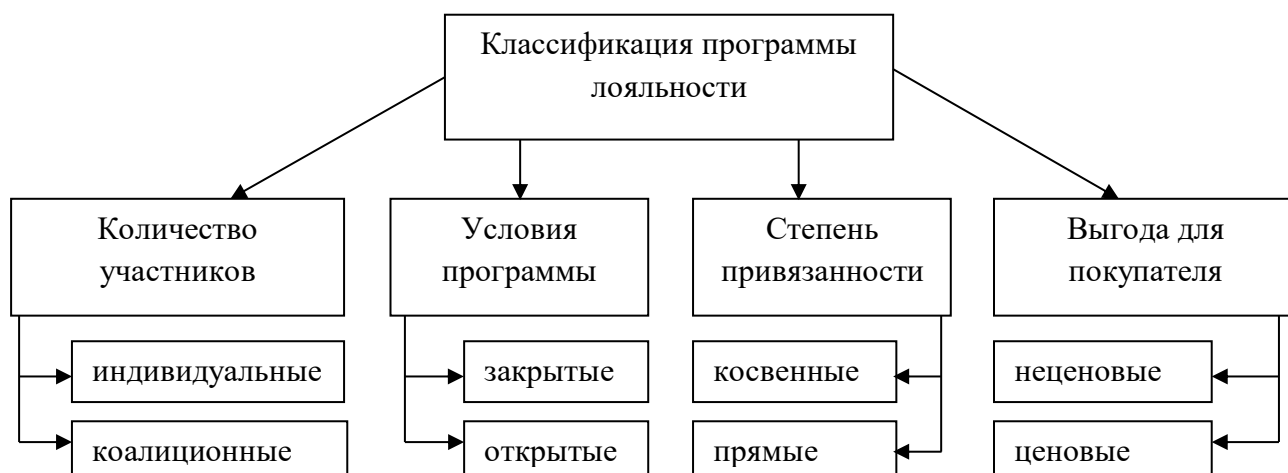 Классификация программы
лояльности
Количество
участников
Условия
программы
Степень
привязанности
Выгода для
покупателя
индивидуальные
закрытые
косвенные
неценовые
коалиционные
открытые
прямые
ценовые